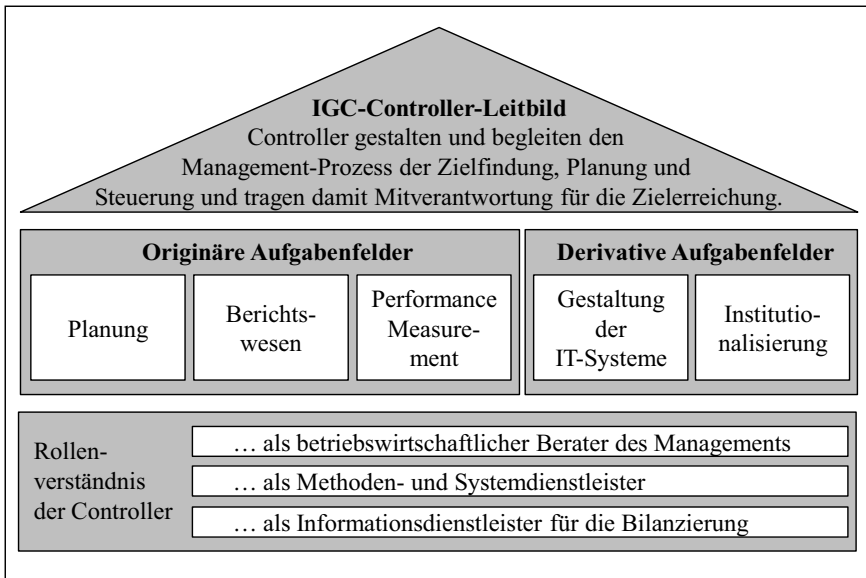 IGC-Controller-Leitbild
Controller gestalten und begleiten den
Management-Prozess der Zielfindung, Planung und
Steuerung und tragen damit Mitverantwortung für die Zielerreichung.
Originäre Aufgabenfelder
Planung
Berichts-
wesen
Performance
Measure-
ment
Derivative Aufgabenfelder
Gestaltung
der
IT-Systeme
Institutio-
nalisierung
Rollen-
verständnis
der Controller
… als betriebswirtschaftlicher Berater des Managements
… als Methoden- und Systemdienstleister
… als Informationsdienstleister für die Bilanzierung